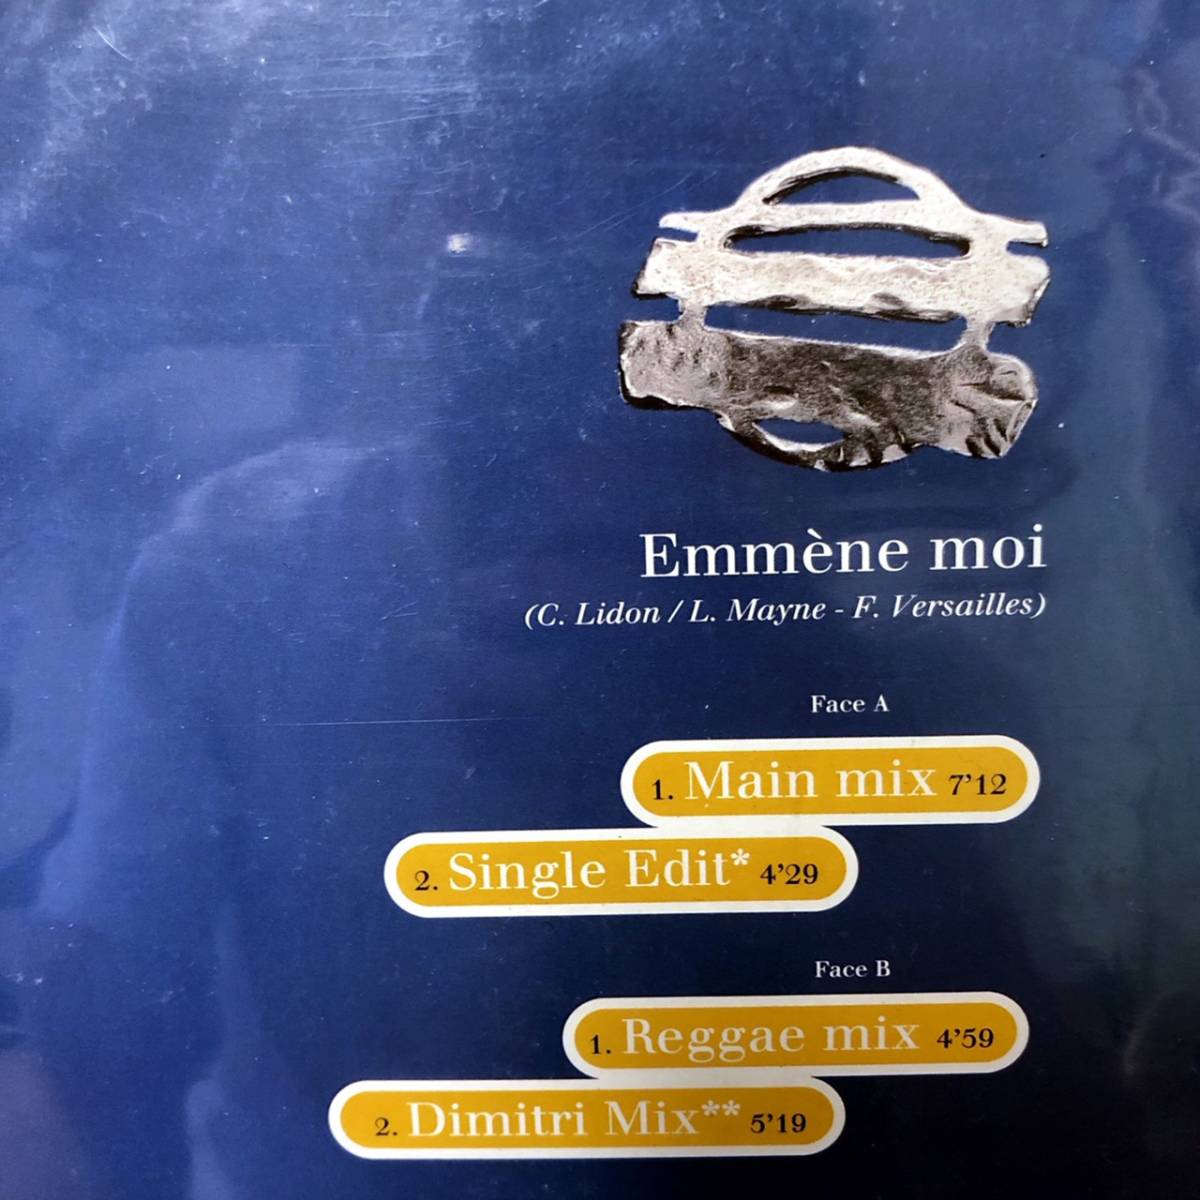 Emmène moi
(C. Lidon / L. Mayne - F. Versailles)
Face A
1. Main mix 7'12
2. Single Edit* 4'29
Face B
1. Reggae mix 4'59
2. Dimitri Mix** 5'19